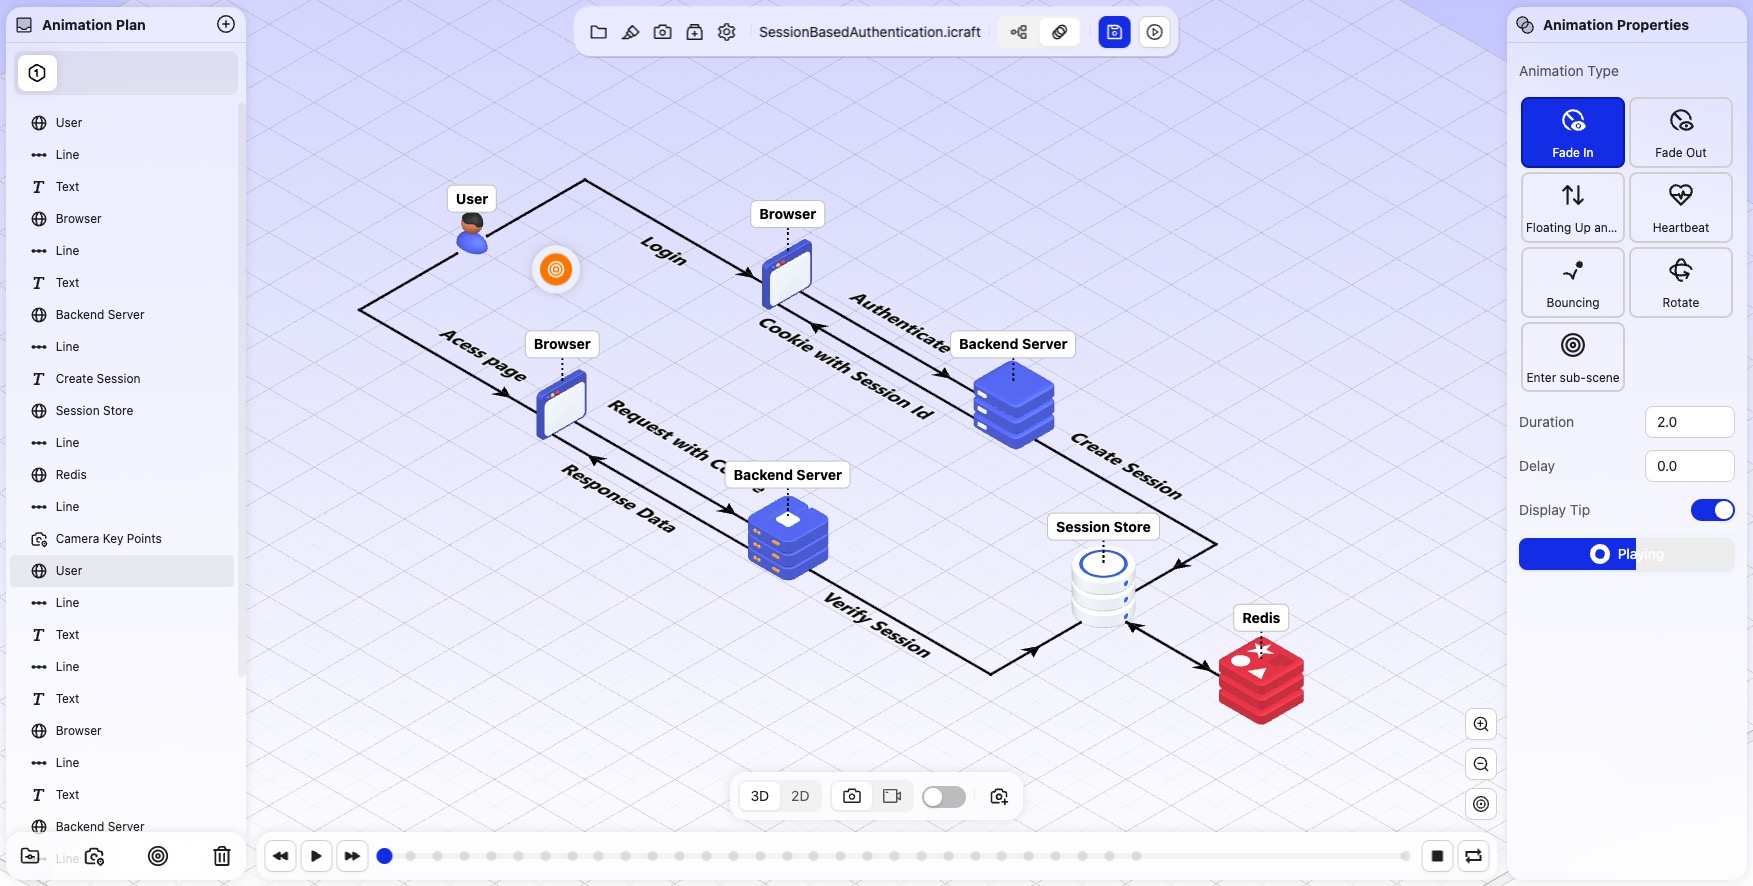 Animation Plan
1
User
Line
Text
Browser
Line
Text
Backend Server
Line
Create Session
Session Store
Line
Redis
Line
Camera Key Points
User
Line
Text
Line
Text
Browser
Line
Text
Backend Server
Line
SessionBasedAuthentication.icraft
User
Login
Browser
Authenticate
Cookie with Session Id
Backend Server
Acess page
Browser
Request with
Response Data
Backend Server
Create Session
Session Store
Verify Session
Redis
3D
2D
Animation Properties
Animation Type
Fade In
Fade Out
Floating Up an...
Heartbeat
Bouncing
Rotate
Enter sub-scene
Duration
2.0
Delay
0.0
Display Tip
Playing